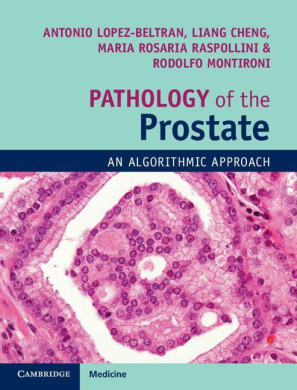 ANTONIO LOPEZ-BELTRAN, LIANG CHENG,
MARIA ROSARIA RASPOLLINI &
RODOLFO MONTIRONI
PATHOLOGY of the
Prostate
AN ALGORITHMIC APPROACH
CAMBRIDGE
Medicine